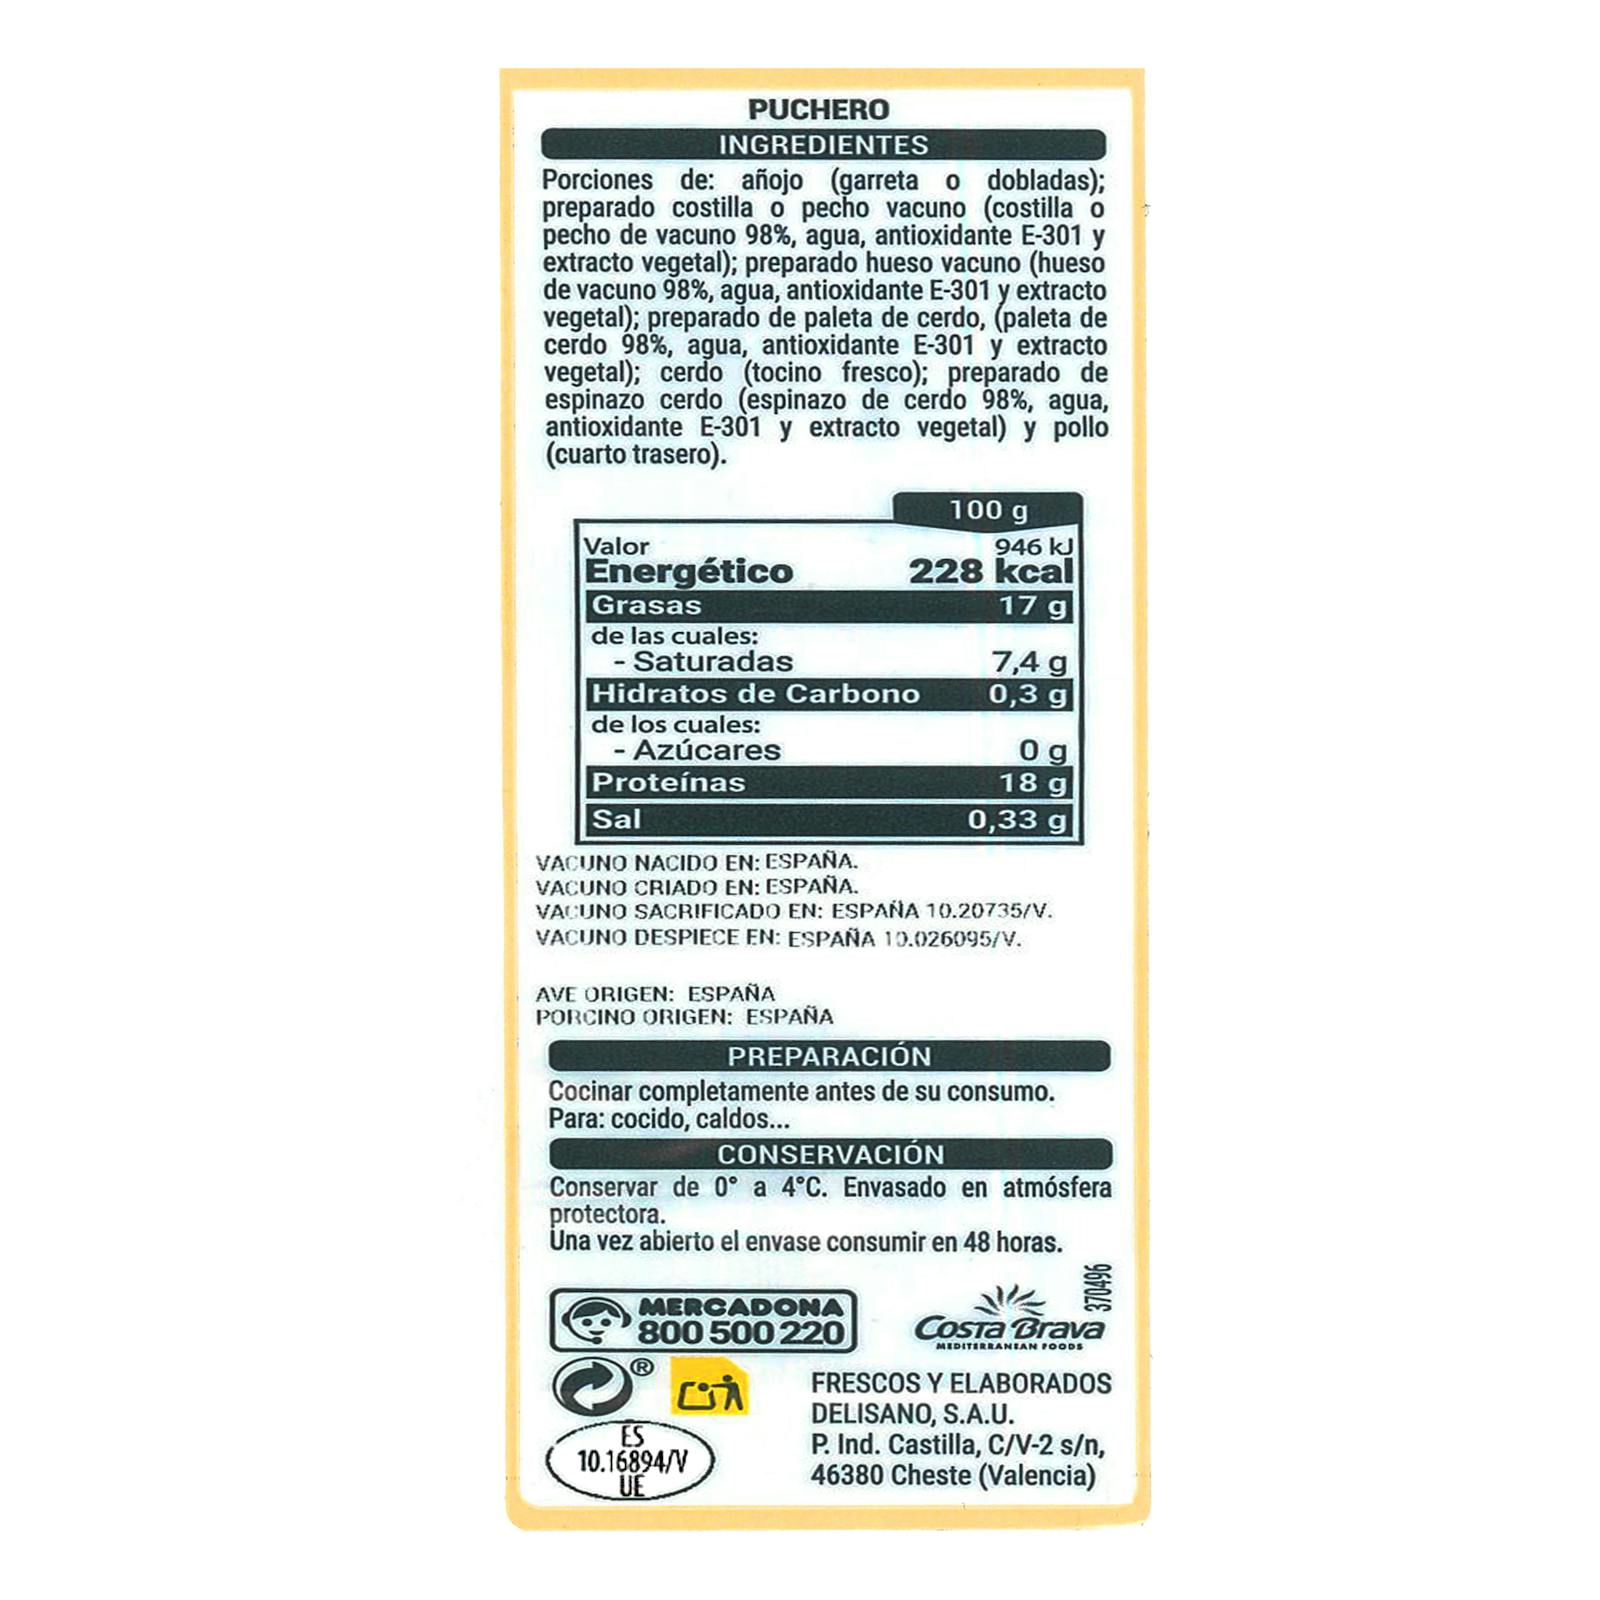 PUCHERO
INGREDIENTES
Porciones de: añojo (garreta o dobladas);
preparado costilla o pecho vacuno (costilla o
pecho de vacuno 98%, agua, antioxidante E-301 y
extracto vegetal); preparado hueso vacuno (hueso
de vacuno 98%, agua, antioxidante E-301 y extracto
vegetal); preparado de paleta de cerdo, (paleta de
cerdo 98%, agua, antioxidante E-301 y extracto
vegetal); cerdo (tocino fresco); preparado de
espinazo cerdo (espinazo de cerdo 98%, agua,
antioxidante E-301 y extracto vegetal) y pollo
(cuarto trasero).
100 g
Valor 946 kJ
Energético 228 kcal
Grasas 17 g
de las cuales:
- Saturadas 7,4 g
Hidratos de Carbono 0,3 g
de los cuales:
- Azúcares 0 g
Proteínas 18 g
Sal 0,33 g
VACUNO NACIDO EN: ESPAÑA.
VACUNO CRIADO EN: ESPAÑA.
VACUNO SACRIFICADO EN: ESPAÑA 10.20735/V.
VACUNO DESPIECE EN: ESPAÑA 10.026095/V.
AVE ORIGEN: ESPAÑA
PORCINO ORIGEN: ESPAÑA
PREPARACIÓN
Cocinar completamente antes de su consumo.
Para: cocido, caldos...
CONSERVACIÓN
Conservar de 0° a 4°C. Envasado en atmósfera
protectora.
Una vez abierto el envase consumir en 48 horas.
MERCADONA
800 500 220
370496
Costa Brava
MEDITERRANEAN FOODS
®
FRESCOS Y ELABORADOS
DELISANO, S.A.U.
P. Ind. Castilla, C/V-2 s/n,
46380 Cheste (Valencia)
ES
10.16894/V
UE